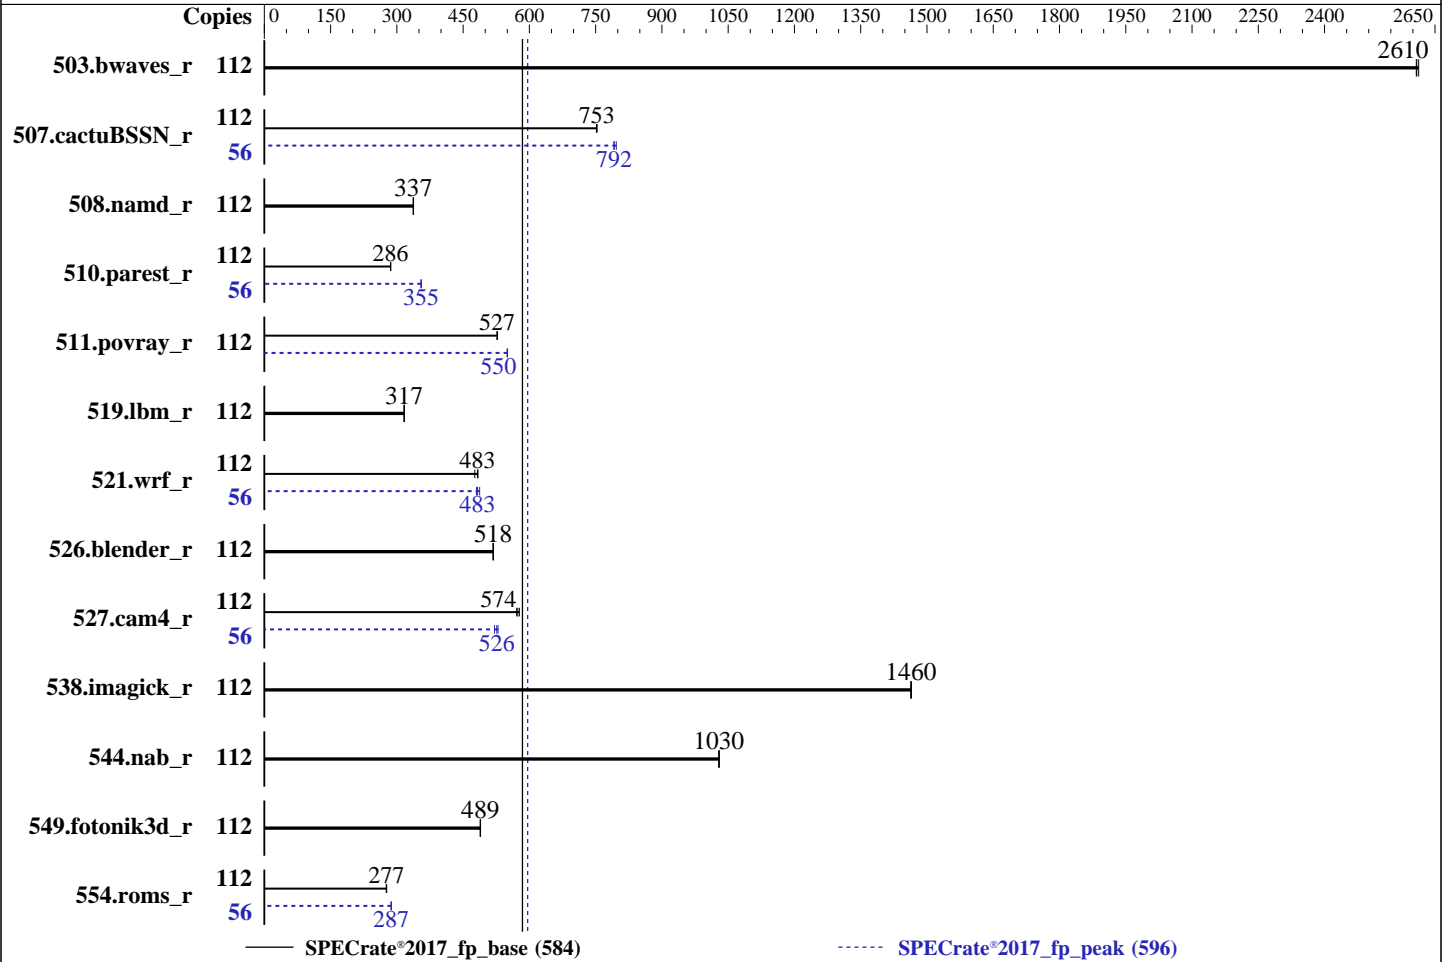 Copies 0 150 300 450 600 750 900 1050 1200 1350 1500 1650 1800 1950 2100 2250 2400 2650
503.bwaves_r 112 2610
507.cactuBSSN_r 112 753
56 792
508.namd_r 112 337
510.parest_r 112 286
56 355
511.povray_r 112 527
550
519.lbm_r 112 317
521.wrf_r 112 483
56 483
526.blender_r 112 518
527.cam4_r 112 574
56 526
538.imagick_r 112 1460
544.nab_r 112 1030
549.fotonik3d_r 112 489
554.roms_r 112 277
56 287
SPECrate®2017_fp_base (584) SPECrate®2017_fp_peak (596)